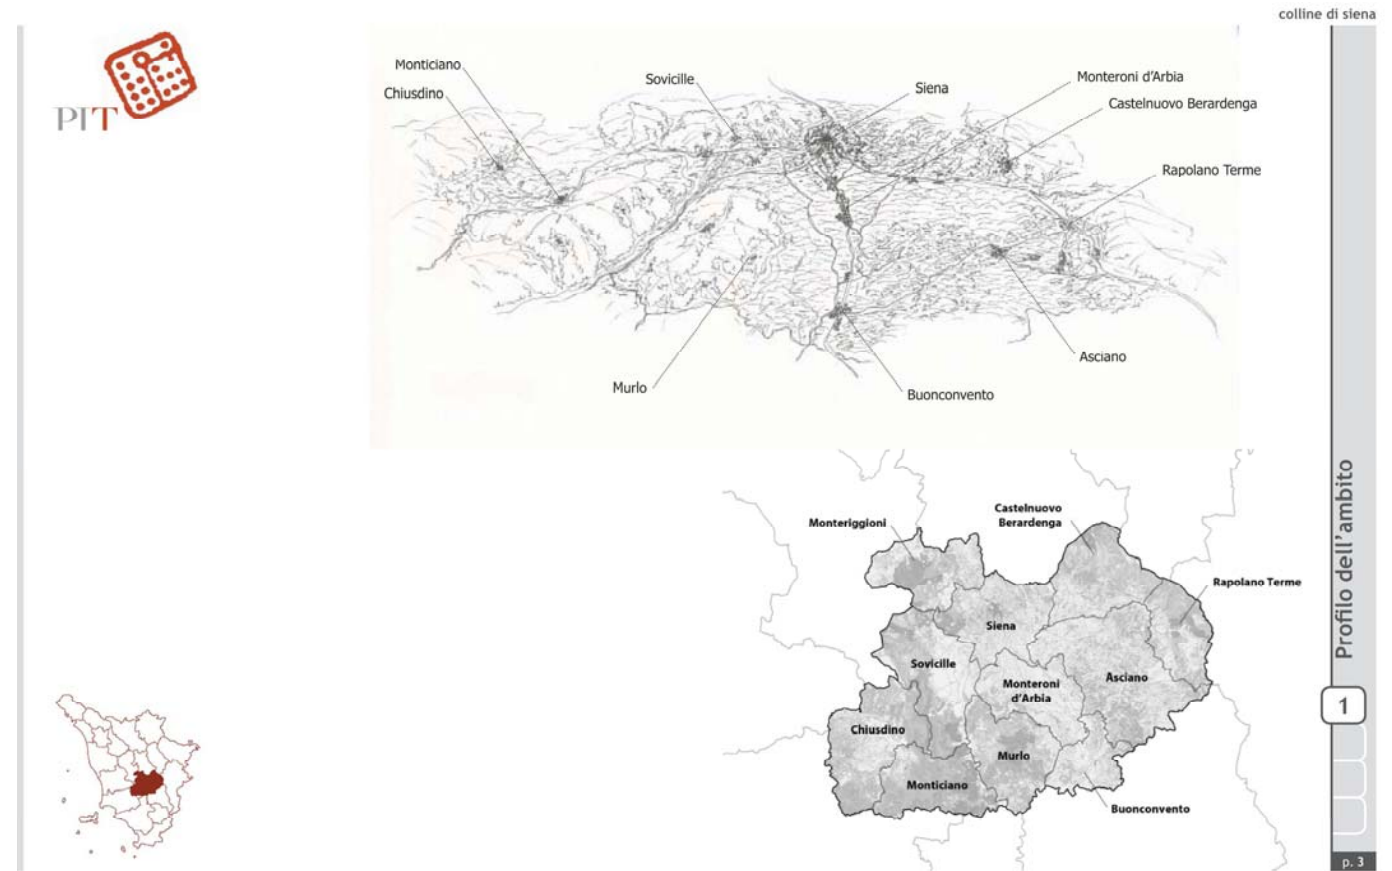 colline di siena
PIT
Monticiano
Chiusdino
Sovicille
Siena
Monteroni d'Arbia
Castelnuovo Berardenga
Rapolano Terme
Murlo
Asciano
Buonconvento
Monteriggioni
Castelnuovo
Berardenga
Rapolano Terme
Siena
Sovicille
Monteroni
d'Arbia
Asciano
Chiusdino
Murlo
Monticiano
Buonconvento
Profilo dell'ambito
1
p. 3